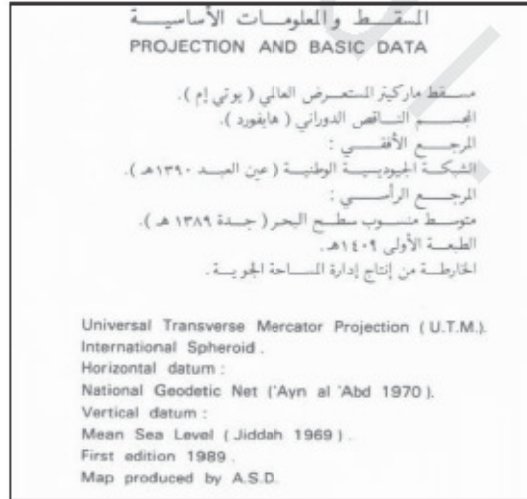 المسقط والمعلومات الأساسية
PROJECTION AND BASIC DATA
مسقط ماركيتر المستعرض العالمي ( يو تي إم ).
المجسم الناقص الدوراني ( هايفورد ).
المرجع الأفقي :
الشبكة الجيوديسية الوطنية ( عين العبد ١٣٩٠هـ ).
المرجع الرأسي :
متوسط منسوب سطح البحر ( جدة ١٣٨٩ هـ ).
الطبعة الأولى ١٤٠٩هـ.
الخارطة من إنتاج إدارة المساحة الجوية.
Universal Transverse Mercator Projection ( U.T.M.).
International Spheroid .
Horizontal datum :
National Geodetic Net ('Ayn al 'Abd 1970 ).
Vertical datum :
Mean Sea Level ( Jiddah 1969 ) .
First edition 1989 .
Map produced by A.S.D.